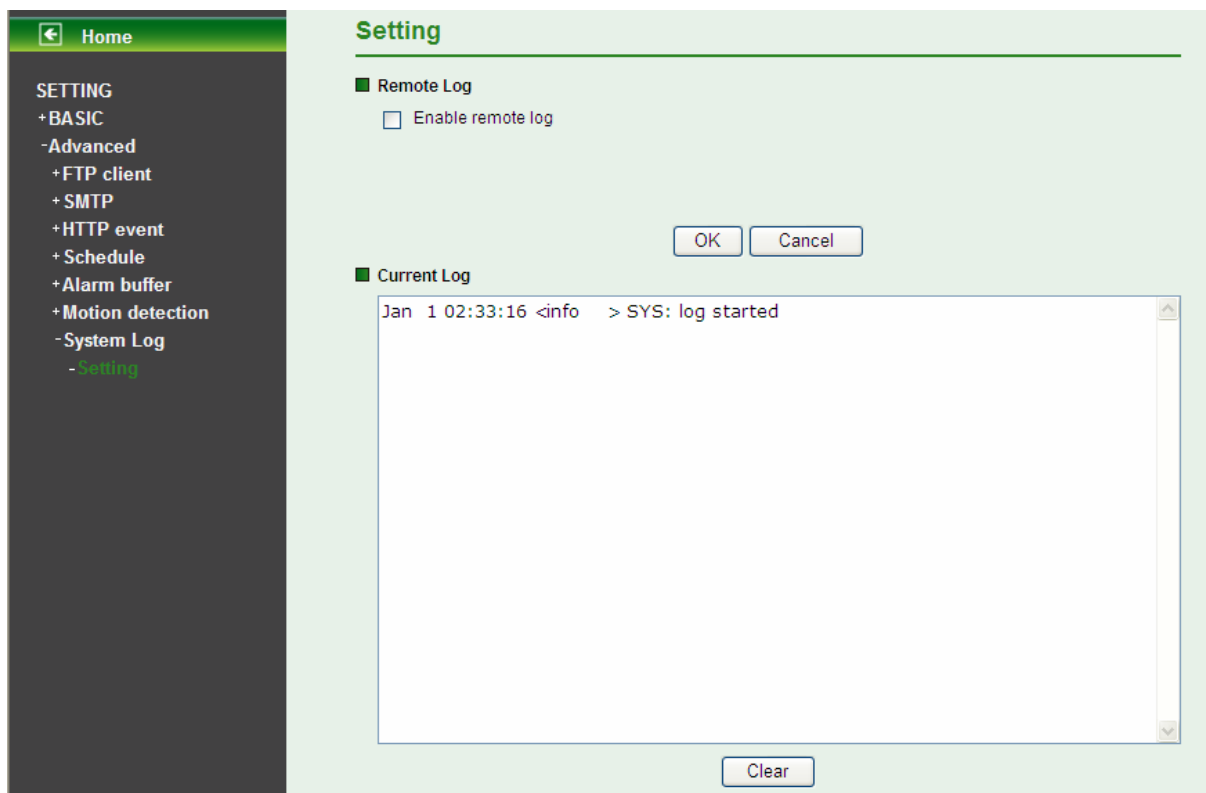 Home
SETTING
+BASIC
-Advanced
+FTP client
+SMTP
+HTTP event
+Schedule
+Alarm buffer
+Motion detection
-System Log
-Setting
Setting
Remote Log
Enable remote log
OK Cancel
Current Log
Jan  1 02:33:16 <info    > SYS: log started
Clear